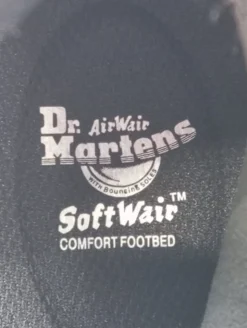 Dr. AirWair
Martens
WITH BOUNCING SOLES
SoftWair™
COMFORT FOOTBED